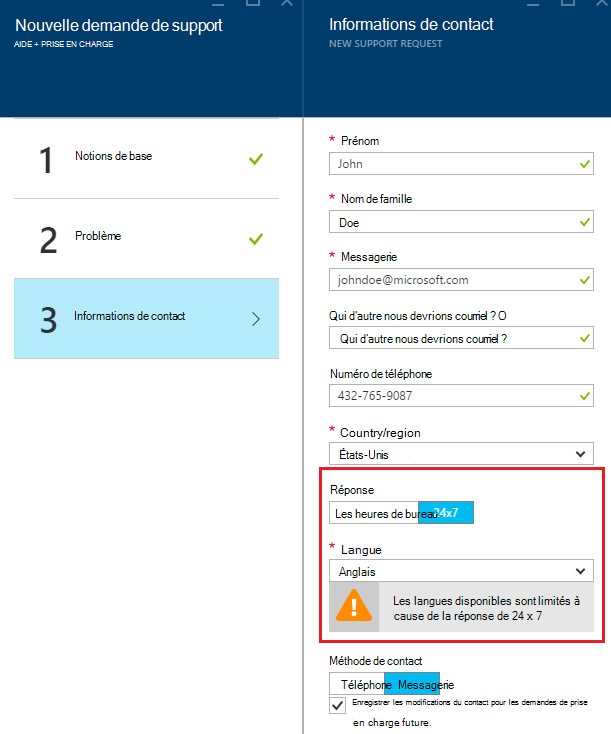 Nouvelle demande de support
AIDE + PRISE EN CHARGE
1 Notions de base
2 Problème
3 Informations de contact
Informations de contact
NEW SUPPORT REQUEST
* Prénom
John
* Nom de famille
Doe
* Messagerie
johndoe@microsoft.com
Qui d'autre nous devrions courriel ? O
Qui d'autre nous devrions courriel ?
Numéro de téléphone
432-765-9087
* Country/region
États-Unis
Réponse
Les heures de bureau 24x7
* Langue
Anglais
Les langues disponibles sont limités à
cause de la réponse de 24 x 7
Méthode de contact
Téléphone Messagerie
Enregistrer les modifications du contact pour les demandes de prise
en charge future.